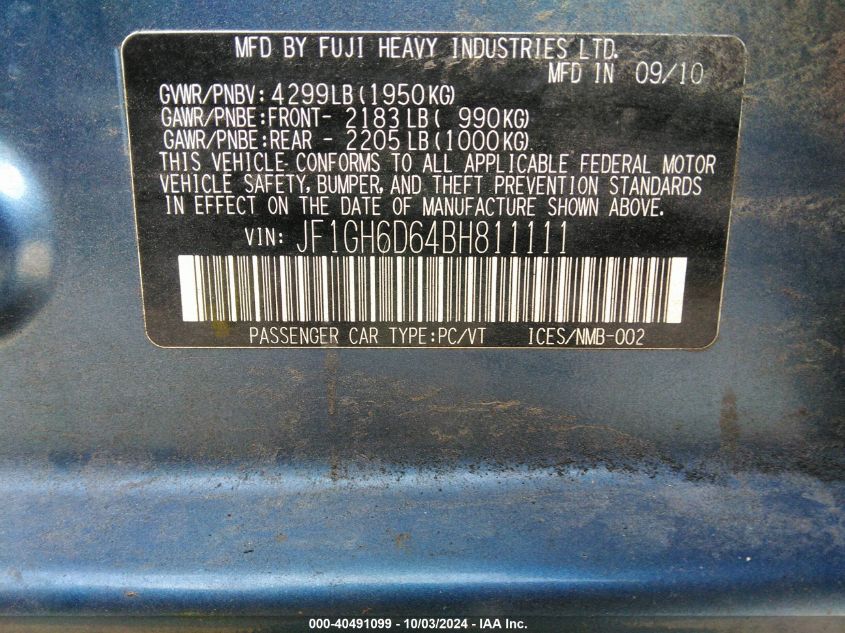 MFD BY FUJI HEAVY INDUSTRIES LTD.
MFD IN 09/10
GVWR/PNBV: 4299LB(1950KG)
GAWR/PNBE:FRONT- 2183LB( 990KG)
GAWR/PNBE:REAR - 2205LB(1000KG)
THIS VEHICLE CONFORMS TO ALL APPLICABLE FEDERAL MOTOR
VEHICLE SAFETY, BUMPER, AND THEFT PREVENTION STANDARDS
IN EFFECT ON THE DATE OF MANUFACTURE SHOWN ABOVE.
VIN: JF1GH6D64BH811111
PASSENGER CAR TYPE:PC/VT ICES/NMB-002
000-40491099 - 10/03/2024 - IAA Inc.